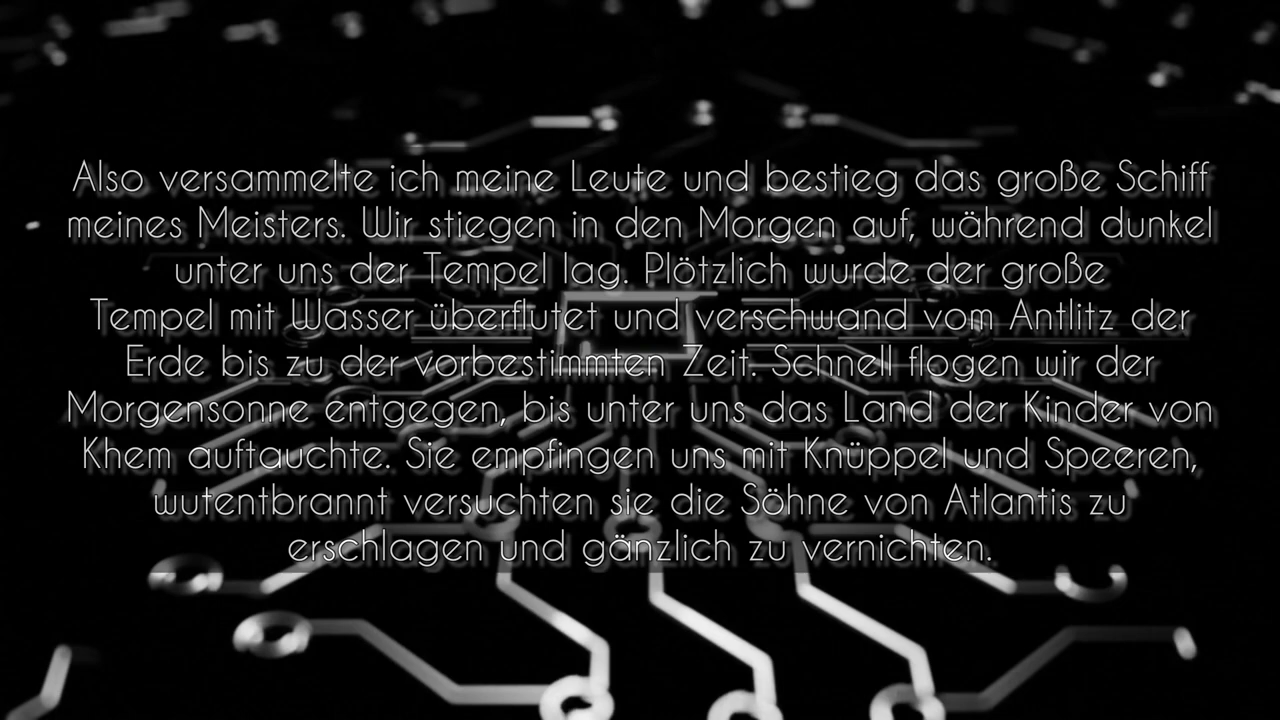 Also versammelte ich meine Leute und bestieg das große Schiff
meines Meisters. Wir stiegen in den Morgen auf, während dunkel
unter uns der Tempel lag. Plötzlich wurde der große
Tempel mit Wasser überflutet und verschwand vom Antlitz der
Erde bis zu der vorbestimmten Zeit. Schnell flogen wir der
Morgensonne entgegen, bis unter uns das Land der Kinder von
Khem auftauchte. Sie empfingen uns mit Knüppel und Speeren,
wutentbrannt versuchten sie die Söhne von Atlantis zu
erschlagen und gänzlich zu vernichten.